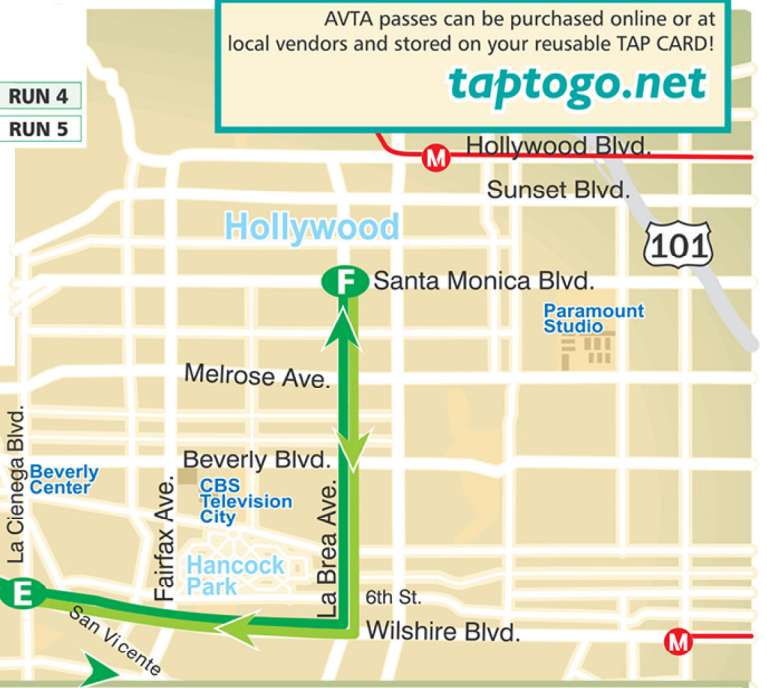 AVTA passes can be purchased online or at
local vendors and stored on your reusable TAP CARD!
taptogo.net
RUN 4
RUN 5
M
Hollywood Blvd.
Sunset Blvd.
Hollywood
101
F
Santa Monica Blvd.
Paramount
Studio
Melrose Ave.
La Cienega Blvd.
Beverly
Center
Beverly Blvd.
Fairfax Ave.
CBS
Television
City
La Brea Ave.
Hancock
Park
E
San Vicente
6th St.
Wilshire Blvd.
M